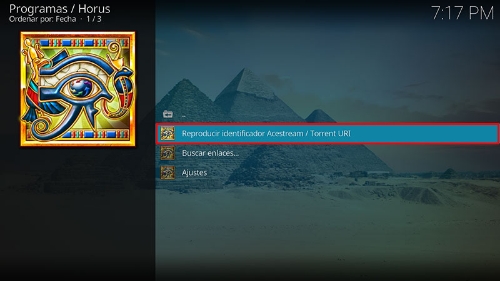 Programas / Horus
Ordenar por: Fecha · 1 / 3
7:17 PM
..
Reproducir identificador Acestream / Torrent URI
Buscar enlaces...
Ajustes